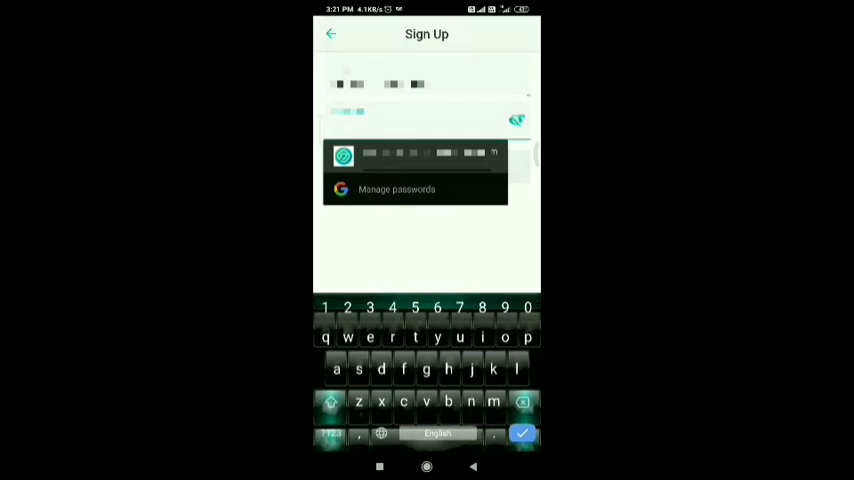 3:21 PM 4.1KB/s
Sign Up
m
Manage passwords
1 2 3 4 5 6 7 8 9 0
q w e r t y u i o p
a s d f g h j k l
z x c v b n m
?123 , English .